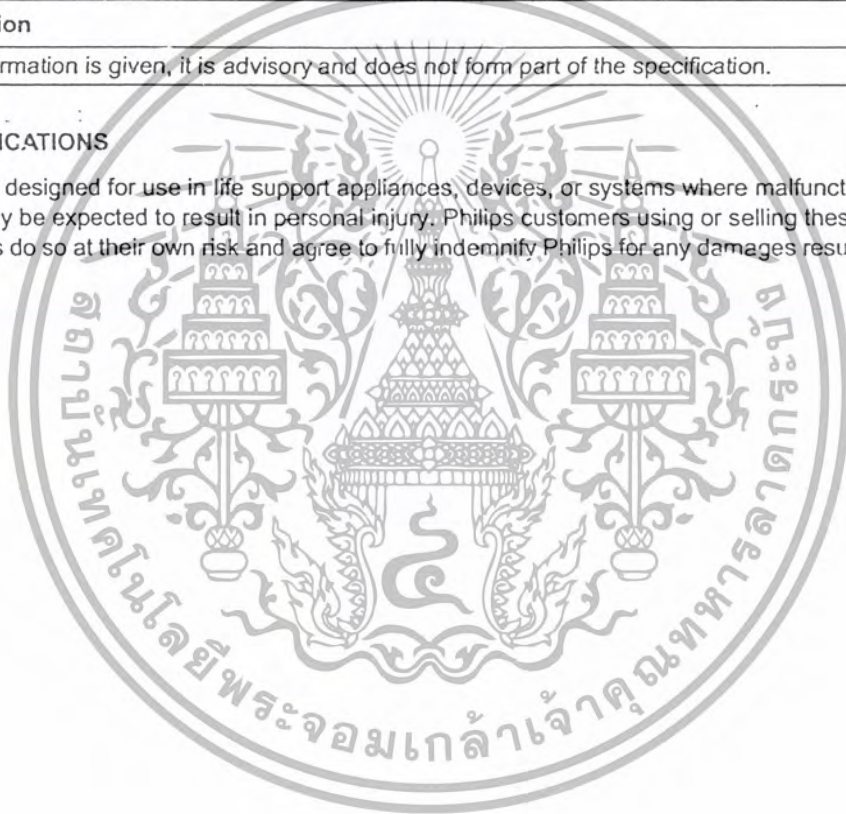 ion
rmation is given, it is advisory and does not form part of the specification.
ICATIONS
designed for use in life support appliances, devices, or systems where malfunct
y be expected to result in personal injury. Philips customers using or selling thes
s do so at their own risk and agree to fully indemnify Philips for any damages resu
สถาบันเทคโนโลยีพระจอมเกล้าเจ้าคุณทหารลาดกระบัง
๔